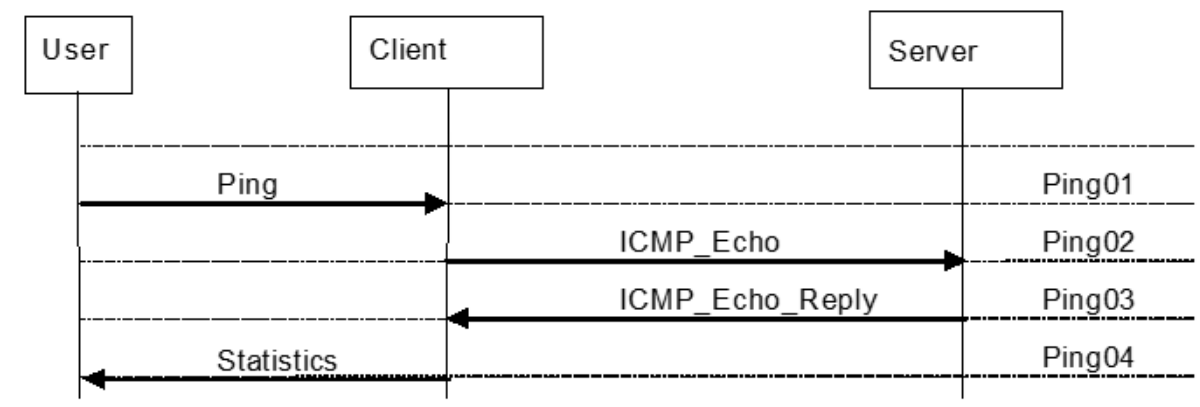 User Client Server
Ping Ping01
ICMP_Echo Ping02
ICMP_Echo_Reply Ping03
Statistics Ping04